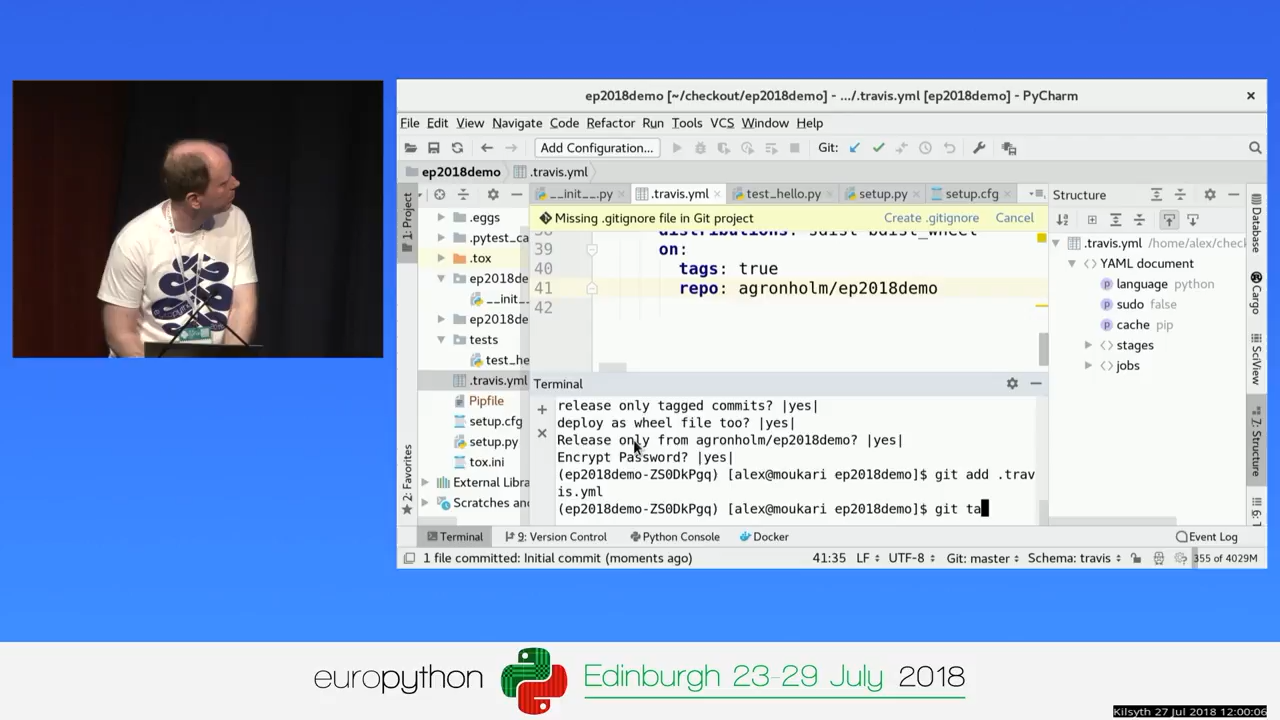 ep2018demo [~/checkout/ep2018demo] - .../.travis.yml [ep2018demo] - PyCharm
File Edit View Navigate Code Refactor Run Tools VCS Window Help
Add Configuration... Git:
ep2018demo .travis.yml
1: Project
__init__.py .travis.yml test_hello.py setup.py setup.cfg
Structure
Missing .gitignore file in Git project Create .gitignore Cancel
.eggs
.pytest_ca
.tox
ep2018de
__init_
ep2018de
tests
test_he
.travis.yml
Pipfile
setup.cfg
setup.py
tox.ini
External Libra
Scratches and
2: Favorites
39 on:
40 tags: true
41 repo: agronholm/ep2018demo
42
.travis.yml /home/alex/check
YAML document
language python
sudo false
cache pip
stages
jobs
Database
Cargo
SciView
7: Structure
Terminal
release only tagged commits? |yes|
deploy as wheel file too? |yes|
Release only from agronholm/ep2018demo? |yes|
Encrypt Password? |yes|
(ep2018demo-ZS0DkPgq) [alex@moukari ep2018demo]$ git add .trav
is.yml
(ep2018demo-ZS0DkPgq) [alex@moukari ep2018demo]$ git ta
Terminal 9: Version Control Python Console Docker Event Log
1 file committed: Initial commit (moments ago) 41:35 LF UTF-8 Git: master Schema: travis 355 of 4029M
europython Edinburgh 23-29 July 2018
Kilsyth 27 Jul 2018 12:00:06